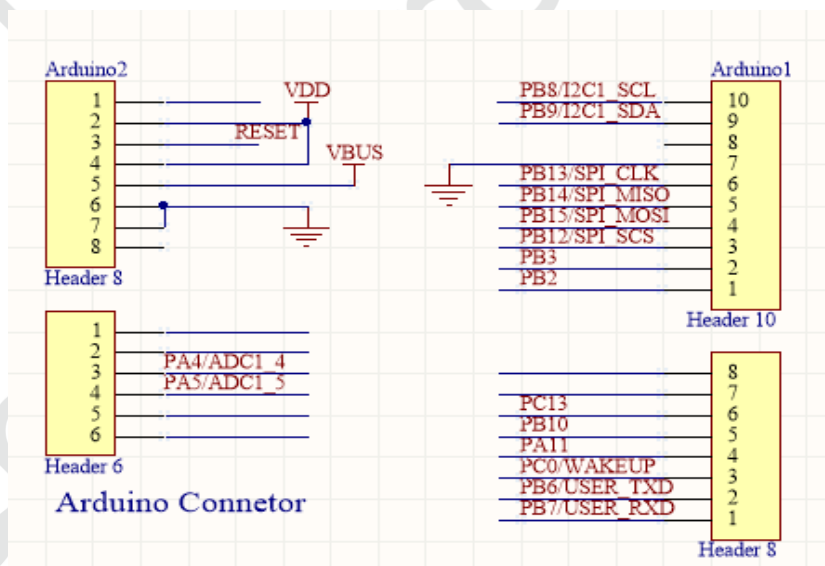 Arduino2
1
VDD
2
RESET
3
4
VBUS
5
6
7
8
Header 8
1
2
PA4/ADC1_4
3
PA5/ADC1_5
4
5
6
Header 6
Arduino Connetor
Arduino1
PB8/I2C1_SCL
10
PB9/I2C1_SDA
9
8
7
PB13/SPI_CLK
6
PB14/SPI_MISO
5
PB15/SPI_MOSI
4
PB12/SPI_SCS
3
PB3
2
PB2
1
Header 10
8
7
PC13
6
PB10
5
PA11
4
PC0/WAKEUP
3
PB6/USER_TXD
2
PB7/USER_RXD
1
Header 8